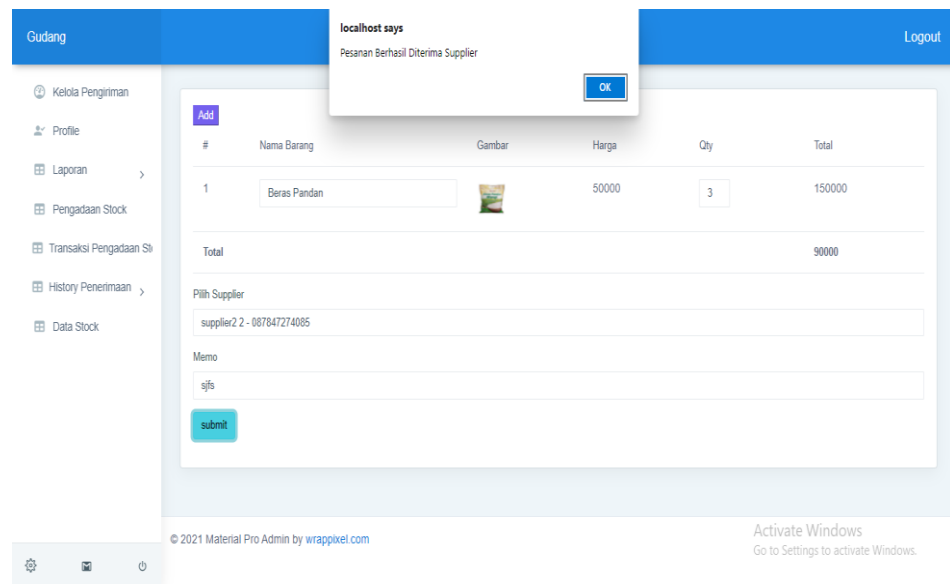 Gudang
localhost says
Pesanan Berhasil Diterima Supplier
OK
Logout
Kelola Pengiriman
Profile
Laporan
Pengadaan Stock
Transaksi Pengadaan St
History Penerimaan
Data Stock
Add
# Nama Barang Gambar Harga Qty Total
1 Beras Pandan 50000 3 150000
Total 90000
Pilih Supplier
supplier2 2 - 087847274085
Memo
sjfs
submit
© 2021 Material Pro Admin by wrappixel.com
Activate Windows
Go to Settings to activate Windows.